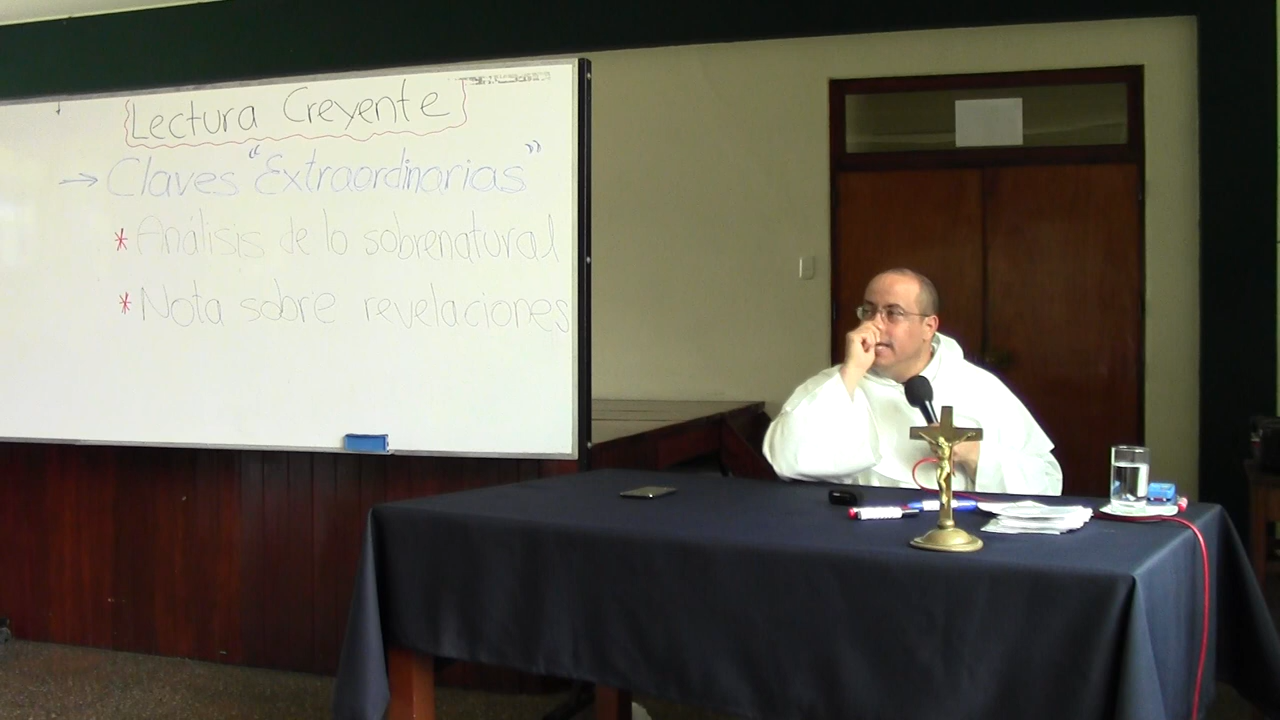 Lectura Creyente
→ Claves "Extraordinarias"
* Análisis de lo sobrenatural
* Nota sobre revelaciones